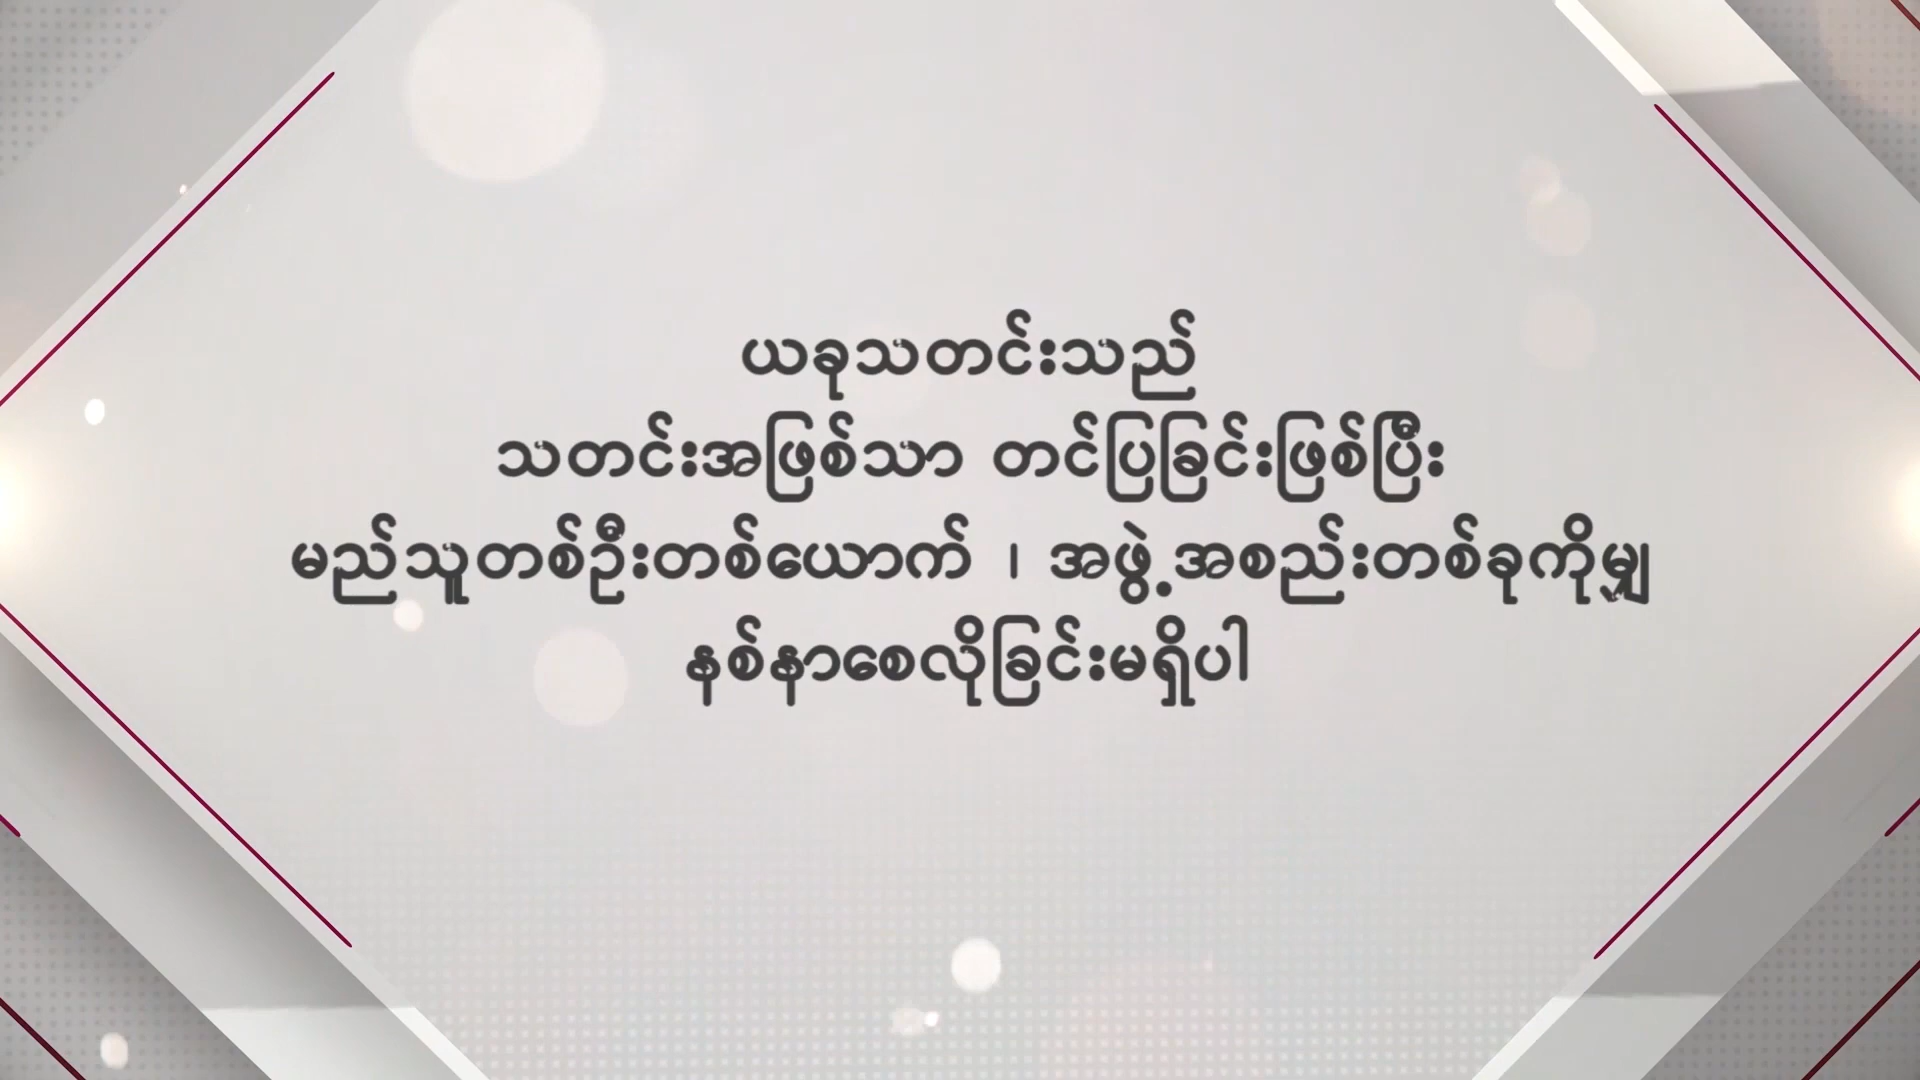 ယခုသတင်းသည်
သတင်းအဖြစ်သာ တင်ပြခြင်းဖြစ်ပြီး
မည်သူတစ်ဦးတစ်ယောက် ၊ အဖွဲ့အစည်းတစ်ခုကိုမျှ
နစ်နာစေလိုခြင်းမရှိပါ